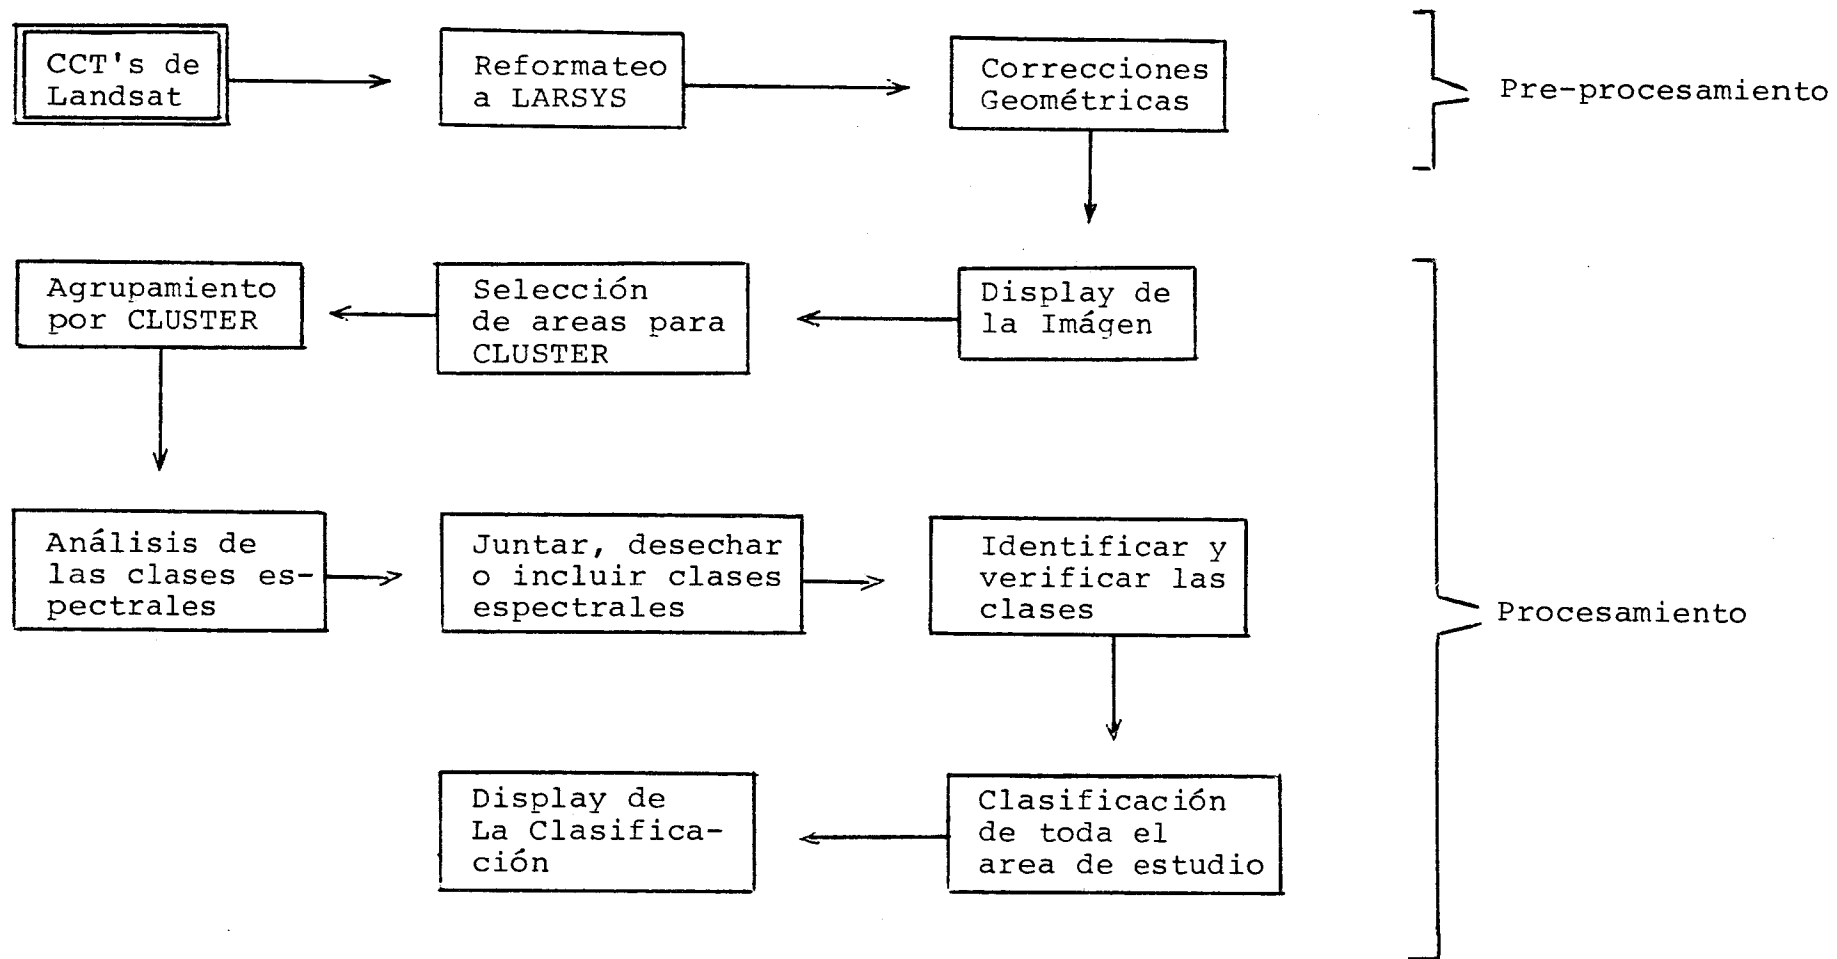 CCT's de
Landsat
Reformateo
a LARSYS
Correcciones
Geométricas
Pre-procesamiento
Display de
la Imágen
Selección
de areas para
CLUSTER
Agrupamiento
por CLUSTER
Análisis de
las clases es-
pectrales
Juntar, desechar
o incluir clases
espectrales
Identificar y
verificar las
clases
Procesamiento
Clasificación
de toda el
area de estudio
Display de
La Clasifica-
ción